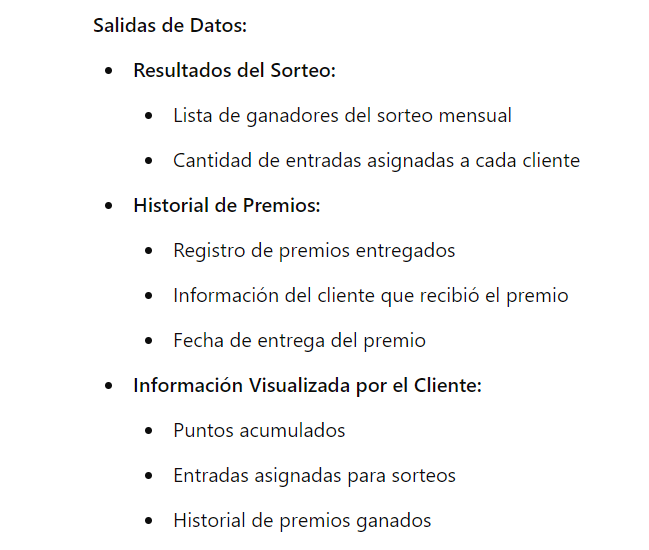 Salidas de Datos:
• Resultados del Sorteo:
• Lista de ganadores del sorteo mensual
• Cantidad de entradas asignadas a cada cliente
• Historial de Premios:
• Registro de premios entregados
• Información del cliente que recibió el premio
• Fecha de entrega del premio
• Información Visualizada por el Cliente:
• Puntos acumulados
• Entradas asignadas para sorteos
• Historial de premios ganados